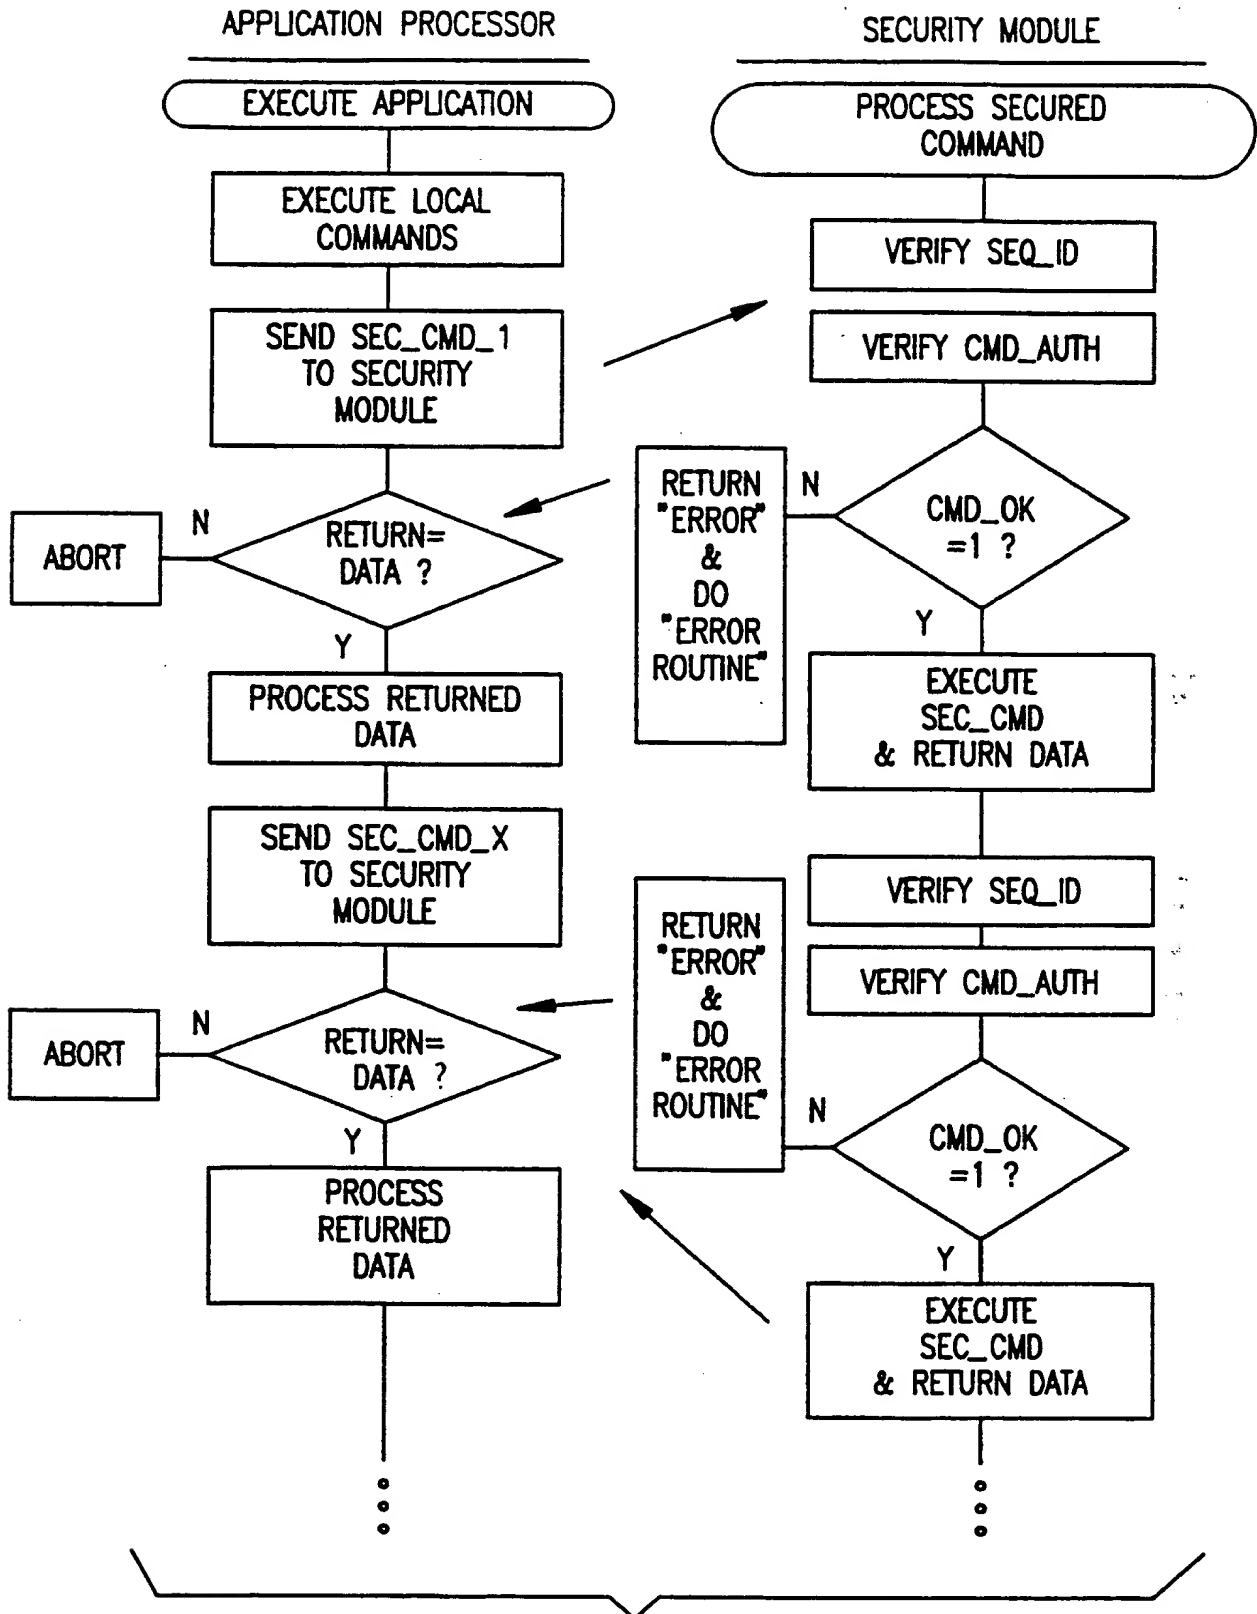 APPLICATION PROCESSOR
EXECUTE APPLICATION
EXECUTE LOCAL
COMMANDS
SEND SEC_CMD_1
TO SECURITY
MODULE
RETURN=
DATA ?
N
ABORT
Y
PROCESS RETURNED
DATA
SEND SEC_CMD_X
TO SECURITY
MODULE
RETURN=
DATA ?
N
ABORT
Y
PROCESS
RETURNED
DATA
SECURITY MODULE
PROCESS SECURED
COMMAND
VERIFY SEQ_ID
VERIFY CMD_AUTH
CMD_OK
=1 ?
N
RETURN
"ERROR"
&
DO
"ERROR
ROUTINE"
Y
EXECUTE
SEC_CMD
& RETURN DATA
VERIFY SEQ_ID
VERIFY CMD_AUTH
CMD_OK
=1 ?
N
RETURN
"ERROR"
&
DO
"ERROR
ROUTINE"
Y
EXECUTE
SEC_CMD
& RETURN DATA